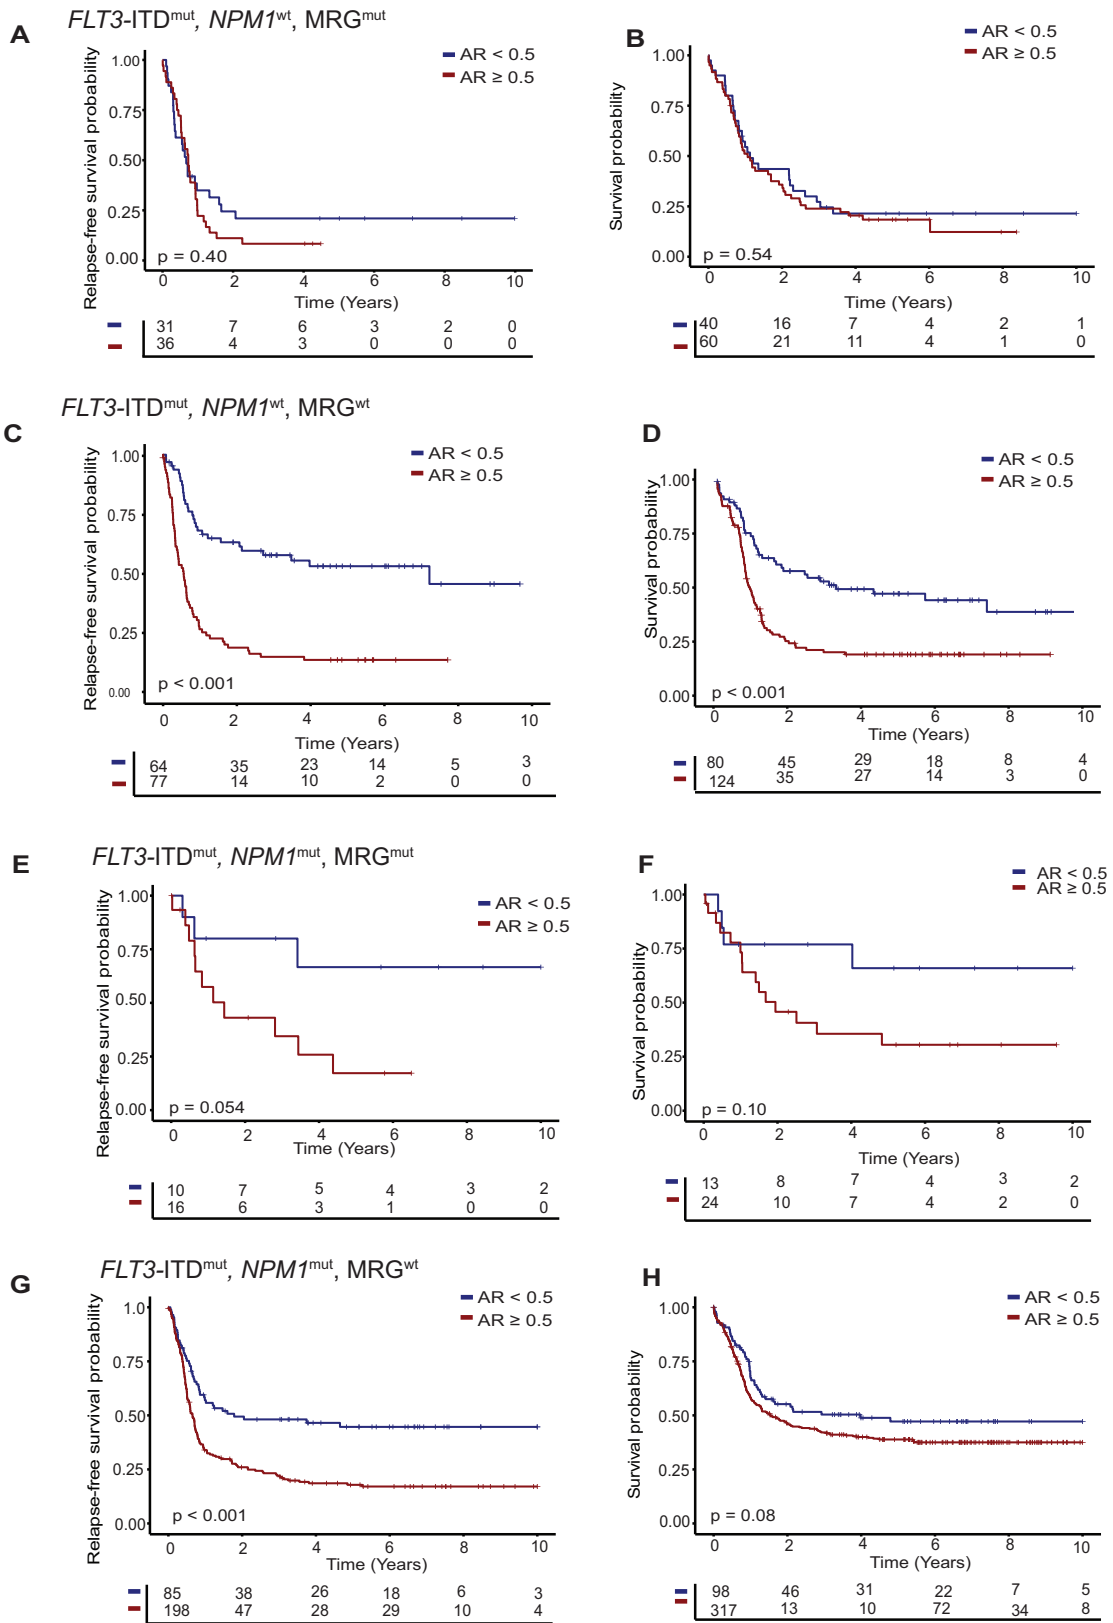 FLT3-ITDmut, NPM1wt, MRGmut
A
AR < 0.5
AR ≥ 0.5
Relapse-free survival probability
1.00
0.75
0.50
0.25
0.00
p = 0.40
0 2 4 6 8 10
Time (Years)
31 7 6 3 2 0
36 4 3 0 0 0
B
AR < 0.5
AR ≥ 0.5
Survival probability
1.00
0.75
0.50
0.25
0.00
p = 0.54
0 2 4 6 8 10
Time (Years)
40 16 7 4 2 1
60 21 11 4 1 0
FLT3-ITDmut, NPM1wt, MRGwt
C
AR < 0.5
AR ≥ 0.5
Relapse-free survival probability
1.00
0.75
0.50
0.25
0.00
p < 0.001
0 2 4 6 8 10
Time (Years)
64 35 23 14 5 3
77 14 10 2 0 0
D
AR < 0.5
AR ≥ 0.5
Survival probability
1.00
0.75
0.50
0.25
0.00
p < 0.001
0 2 4 6 8 10
Time (Years)
80 45 29 18 8 4
124 35 27 14 3 0
FLT3-ITDmut, NPM1mut, MRGmut
E
AR < 0.5
AR ≥ 0.5
Relapse-free survival probability
1.00
0.75
0.50
0.25
0.00
p = 0.054
0 2 4 6 8 10
Time (Years)
10 7 5 4 3 2
16 6 3 1 0 0
F
AR < 0.5
AR ≥ 0.5
Survival probability
1.00
0.75
0.50
0.25
0.00
p = 0.10
0 2 4 6 8 10
Time (Years)
13 8 7 4 3 2
24 10 7 4 2 0
FLT3-ITDmut, NPM1mut, MRGwt
G
AR < 0.5
AR ≥ 0.5
Relapse-free survival probability
1.00
0.75
0.50
0.25
0.00
p < 0.001
0 2 4 6 8 10
Time (Years)
85 38 26 18 6 3
198 47 28 29 10 4
H
AR < 0.5
AR ≥ 0.5
Survival probability
1.00
0.75
0.50
0.25
0.00
p = 0.08
0 2 4 6 8 10
Time (Years)
98 46 31 22 7 5
317 13 10 72 34 8